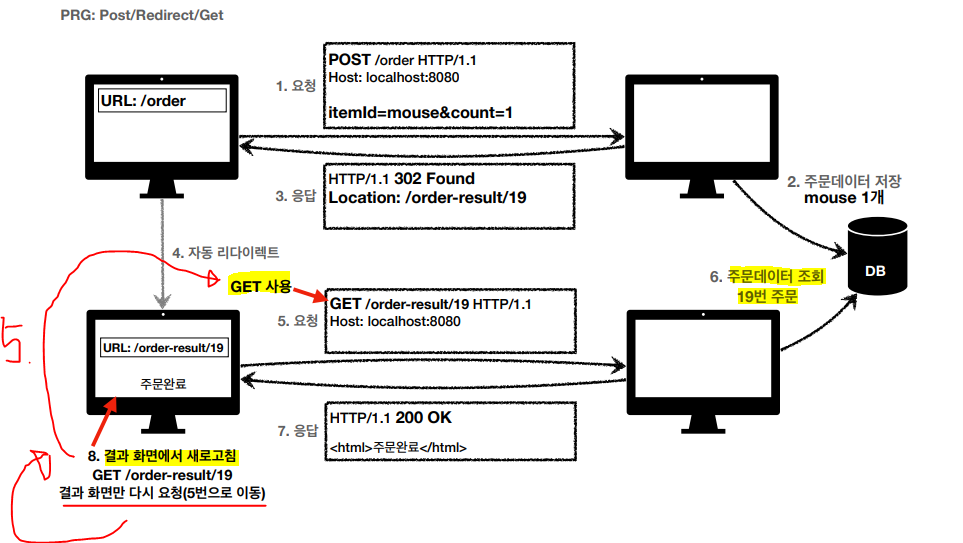 PRG: Post/Redirect/Get
URL: /order
1. 요청
POST /order HTTP/1.1
Host: localhost:8080
itemId=mouse&count=1
3. 응답
HTTP/1.1 302 Found
Location: /order-result/19
2. 주문데이터 저장
mouse 1개
DB
4. 자동 리다이렉트
GET 사용
5. 요청
GET /order-result/19 HTTP/1.1
Host: localhost:8080
6. 주문데이터 조회
19번 주문
5.
URL: /order-result/19
주문완료
7. 응답
HTTP/1.1 200 OK
<html>주문완료</html>
8. 결과 화면에서 새로고침
GET /order-result/19
결과 화면만 다시 요청(5번으로 이동)